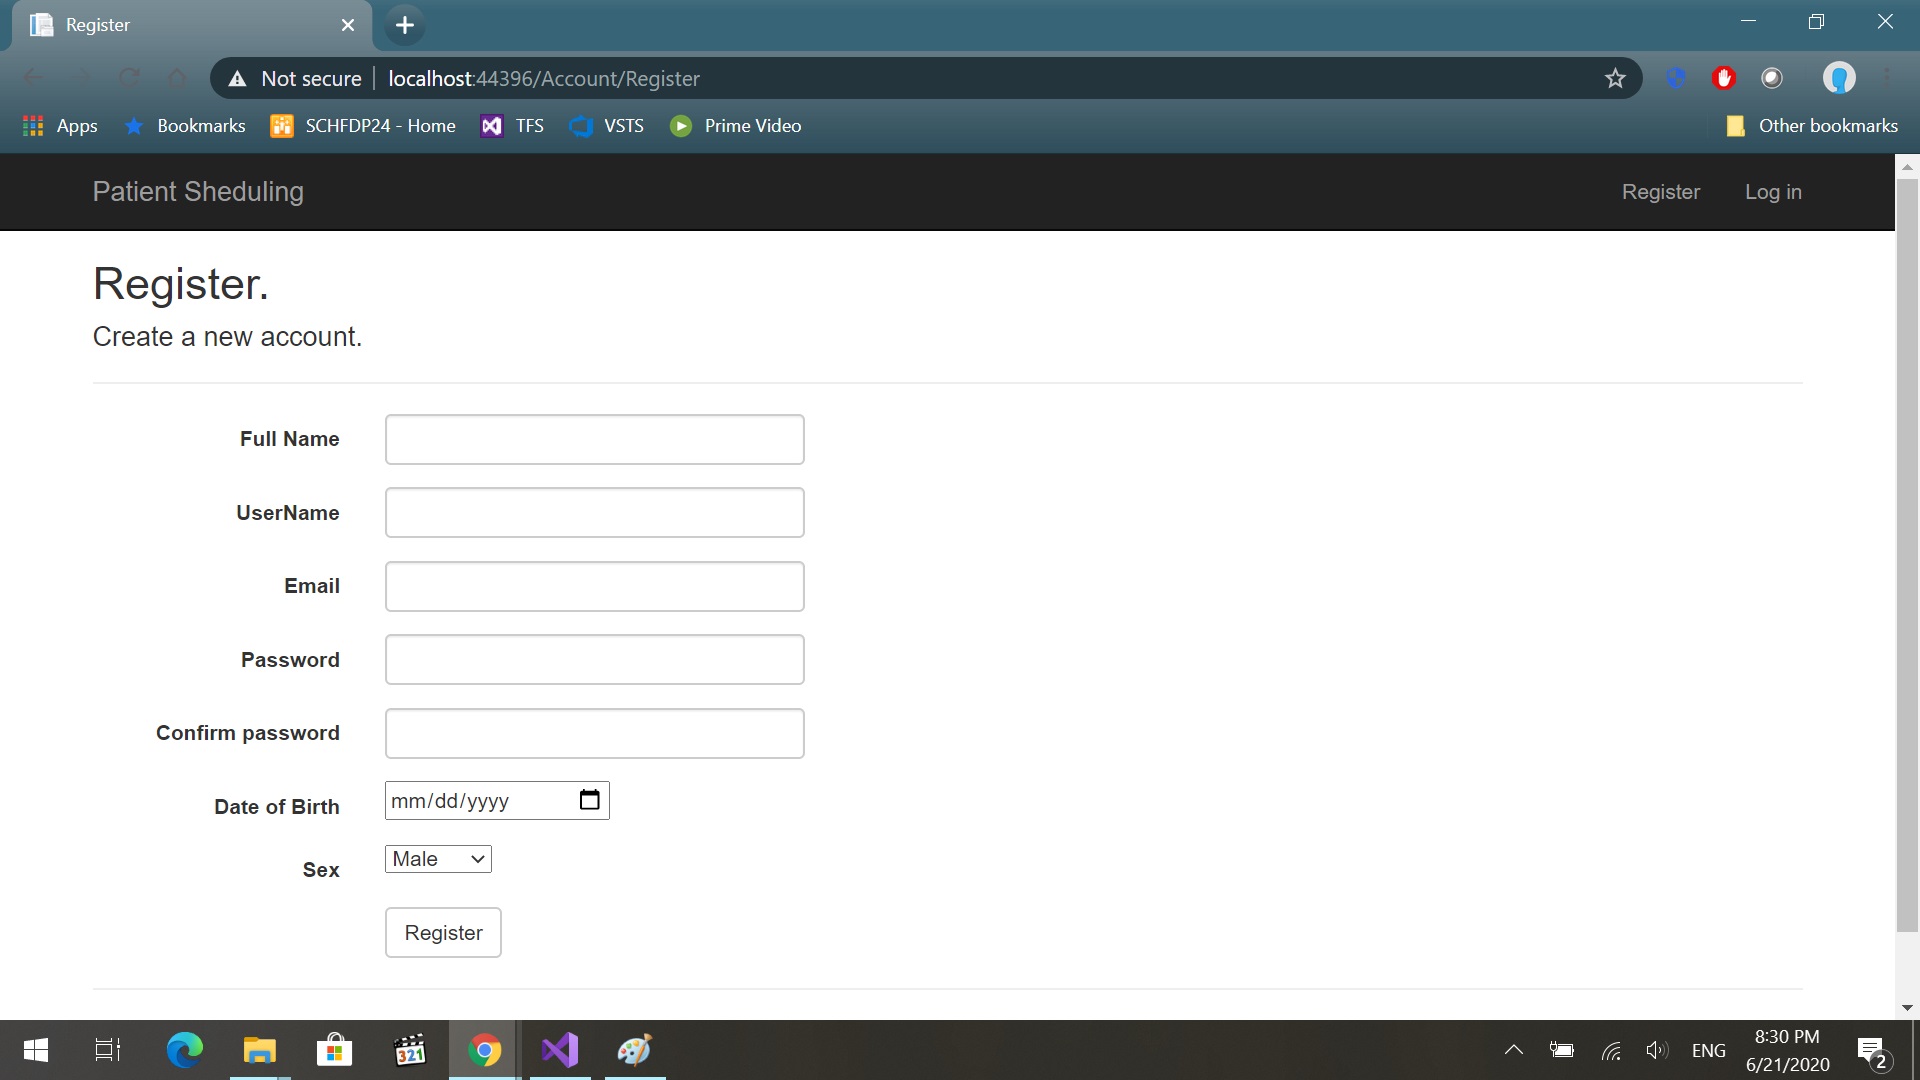 Register
Not secure localhost:44396/Account/Register
Apps Bookmarks SCHFDP24 - Home TFS VSTS Prime Video Other bookmarks
Patient Sheduling Register Log in
Register.
Create a new account.
Full Name
UserName
Email
Password
Confirm password
Date of Birth mm/dd/yyyy
Sex Male
Register
321
ENG
8:30 PM
6/21/2020
2